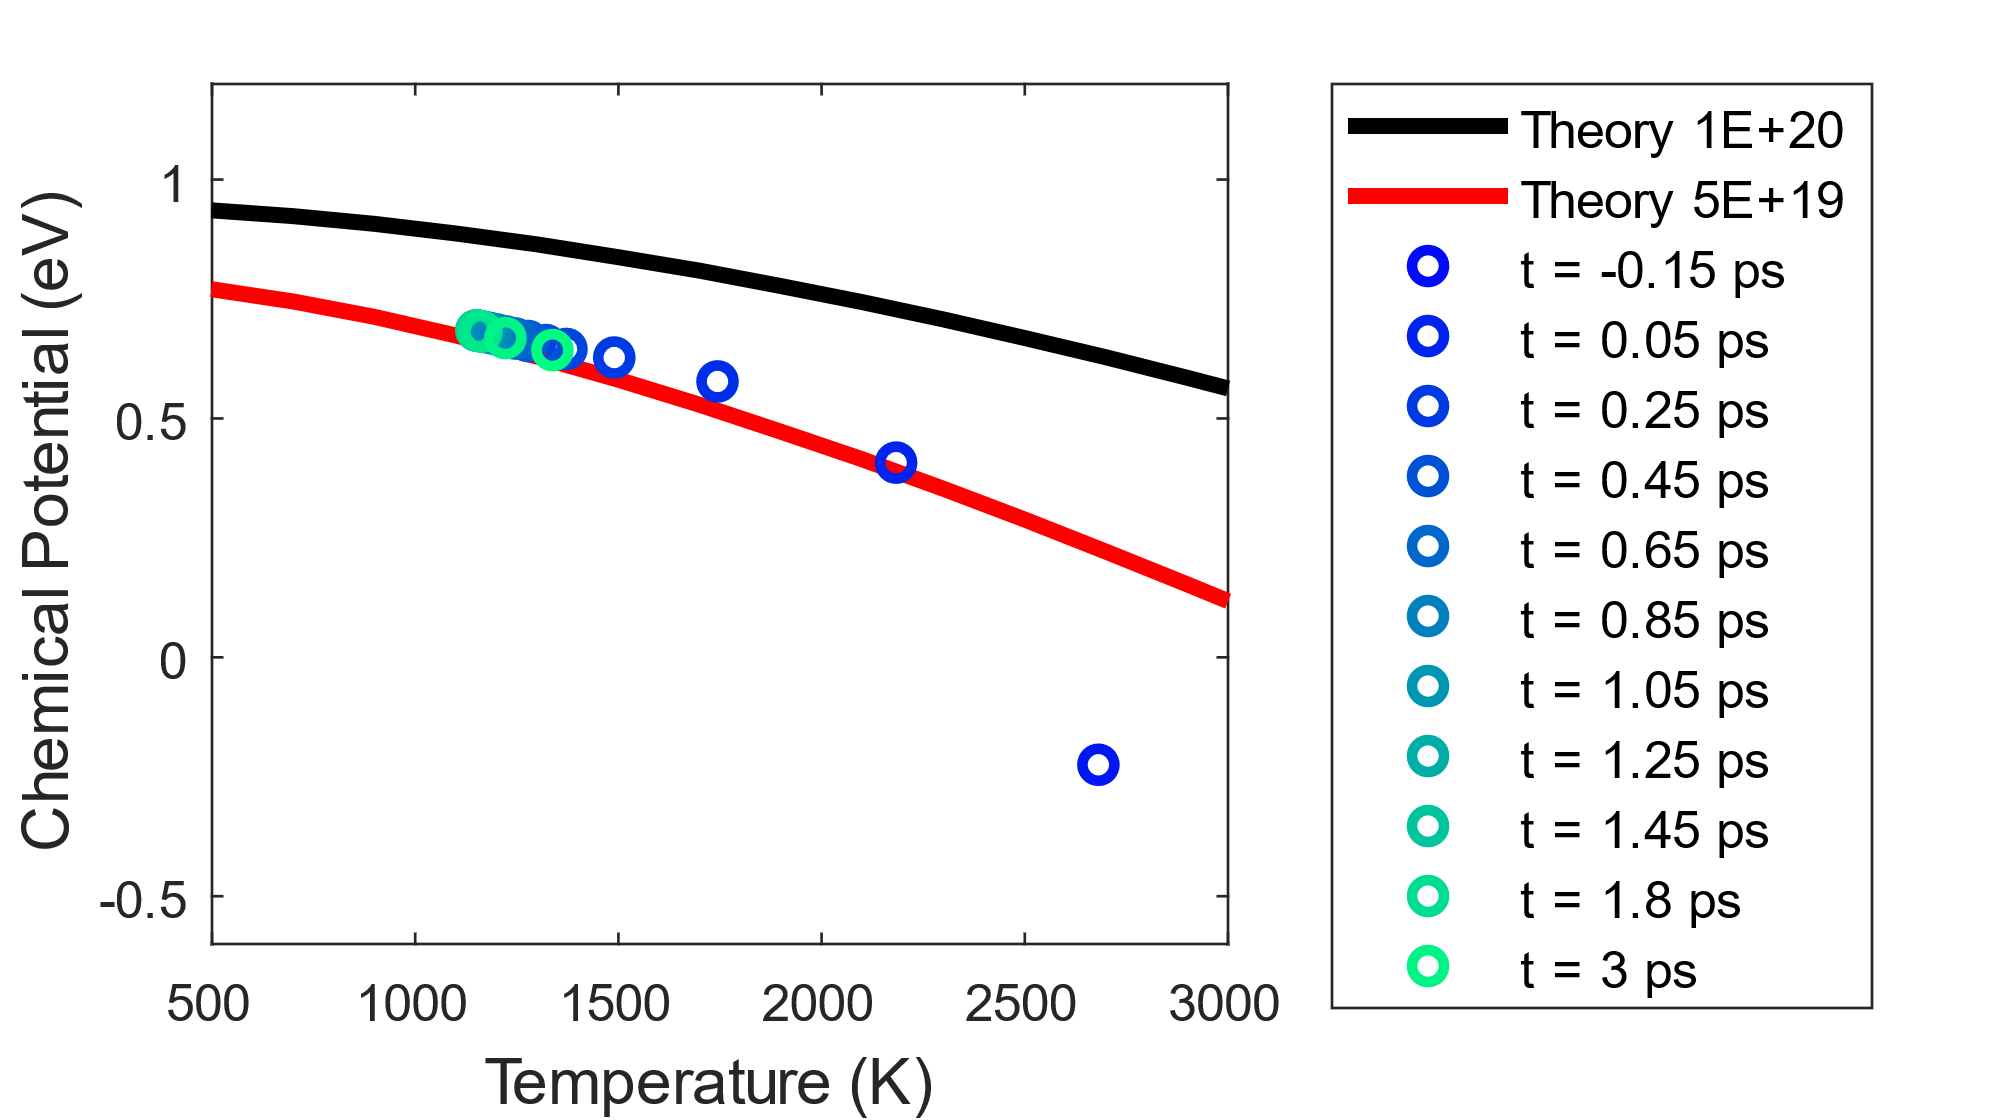 1
0.5
0
-0.5
Chemical Potential (eV)
500 1000 1500 2000 2500 3000
Temperature (K)
Theory 1E+20
Theory 5E+19
t = -0.15 ps
t = 0.05 ps
t = 0.25 ps
t = 0.45 ps
t = 0.65 ps
t = 0.85 ps
t = 1.05 ps
t = 1.25 ps
t = 1.45 ps
t = 1.8 ps
t = 3 ps